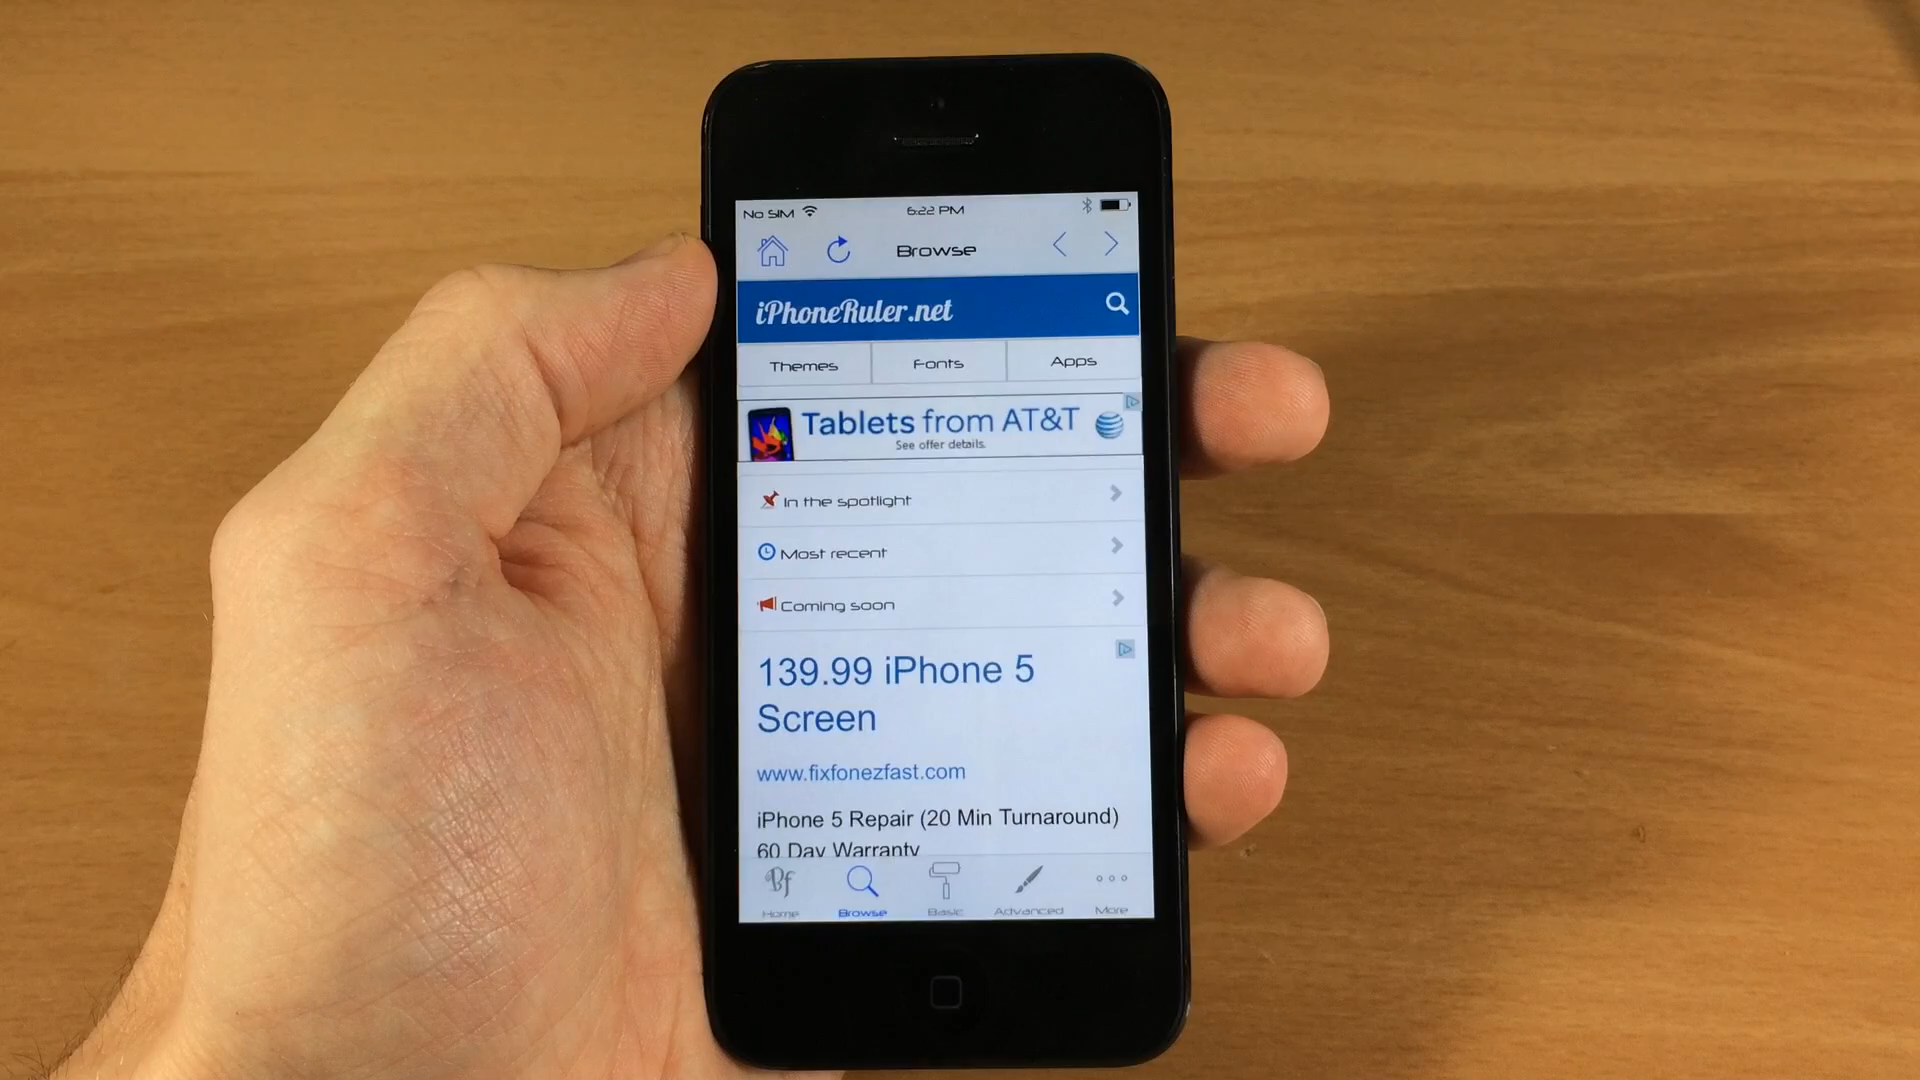 No SIM 6:22 PM
Browse
iPhoneRuler.net
Themes Fonts Apps
Tablets from AT&T
See offer details.
In the spotlight
Most recent
Coming soon
139.99 iPhone 5
Screen
www.fixfonezfast.com
iPhone 5 Repair (20 Min Turnaround)
60 Day Warranty
Bf
Home Browse Basic Advanced More